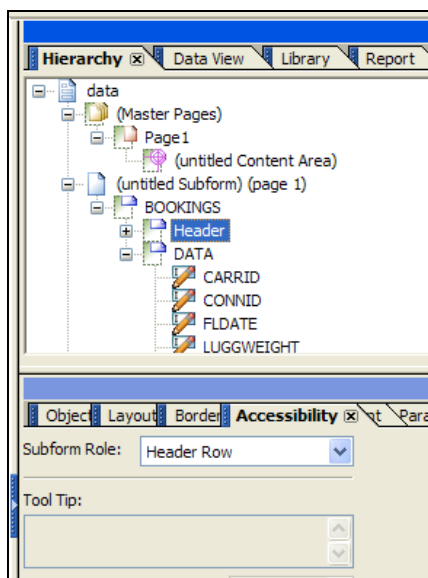 Hierarchy Data View Library Report
data
(Master Pages)
Page1
(untitled Content Area)
(untitled Subform) (page 1)
BOOKINGS
Header
DATA
CARRID
CONNID
FLDATE
LUGGWEIGHT
Object Layout Border Accessibility
Subform Role: Header Row
Tool Tip: